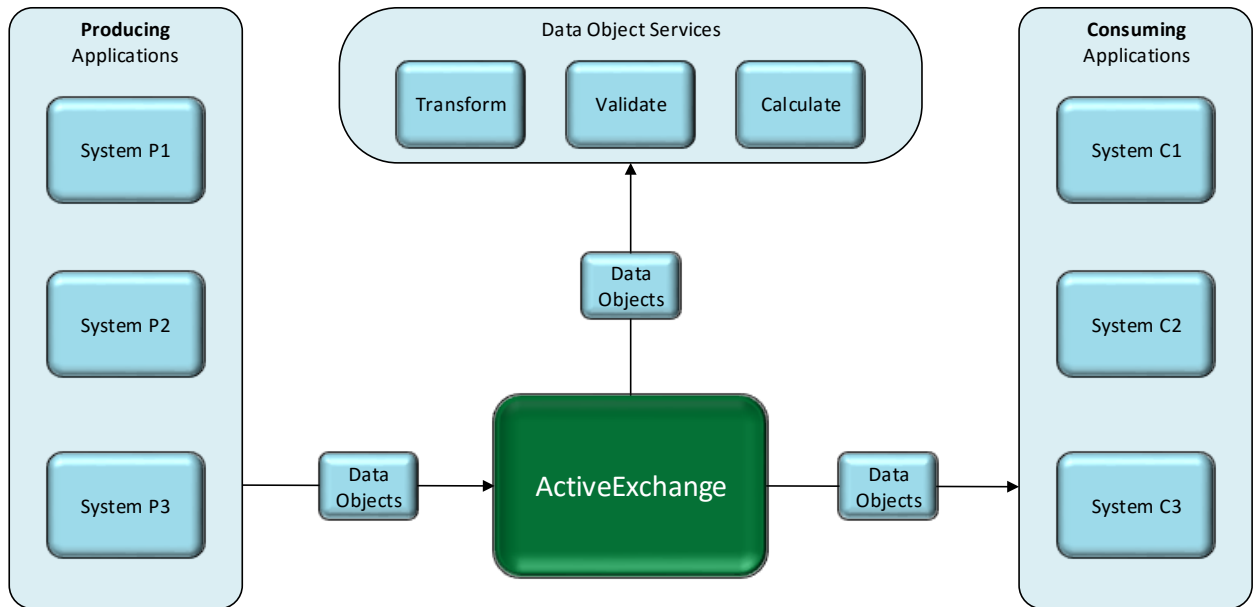 Producing
Applications
System P1
System P2
System P3
Data Object Services
Transform
Validate
Calculate
Data
Objects
Data
Objects
ActiveExchange
Data
Objects
Consuming
Applications
System C1
System C2
System C3